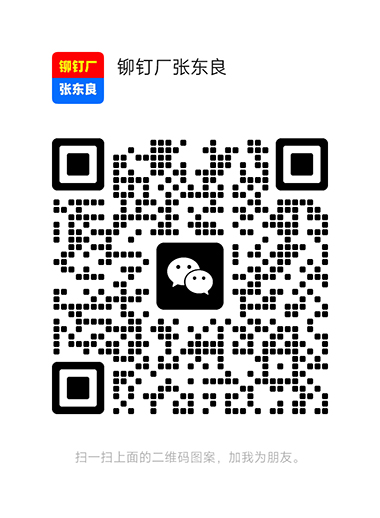 铆钉厂
张东良
铆钉厂张东良
扫一扫上面的二维码图案，加我为朋友。